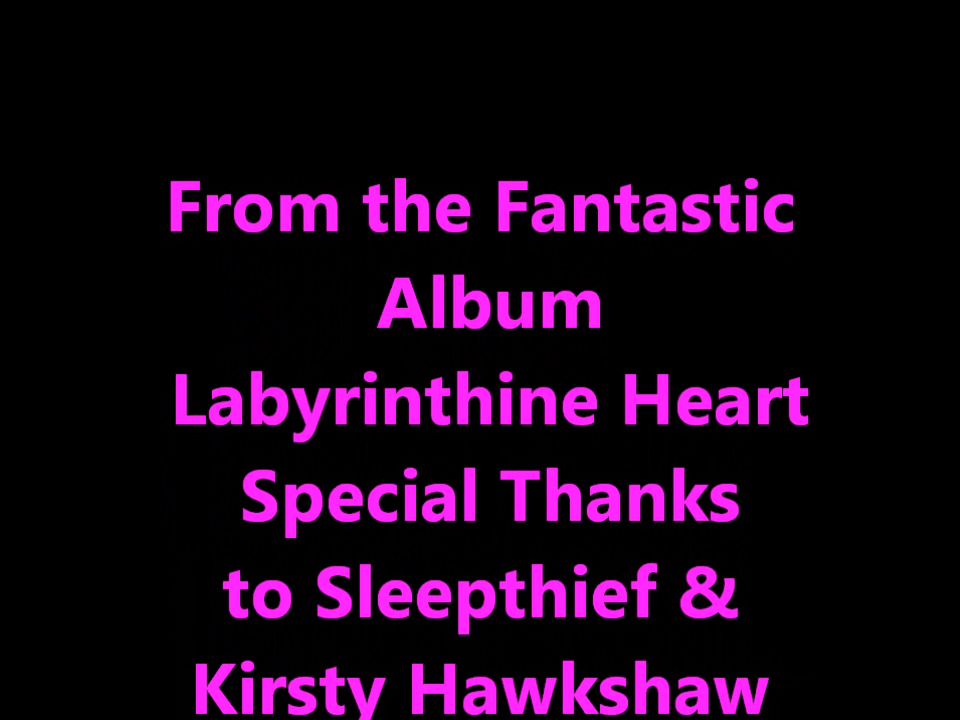 From the Fantastic
Album
Labyrinthine Heart
Special Thanks
to Sleepthief &
Kirsty Hawkshaw